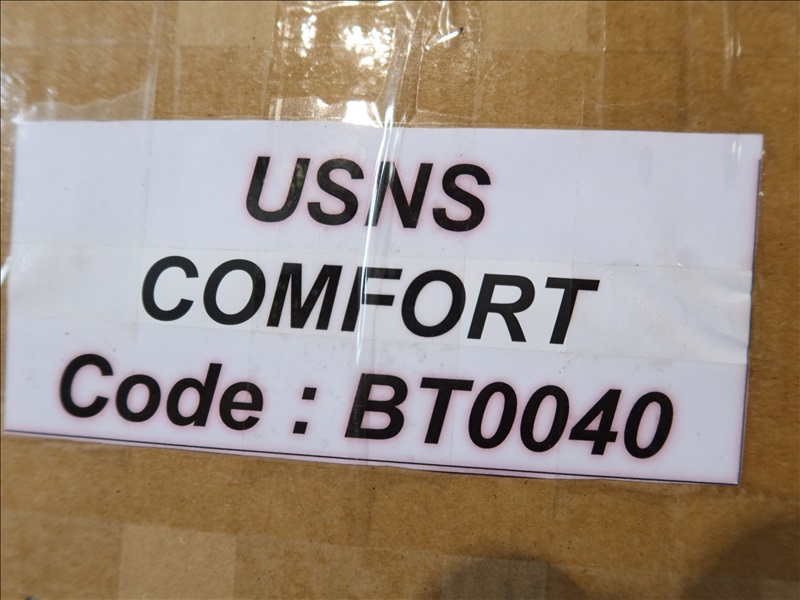 USNS
COMFORT
Code : BT0040